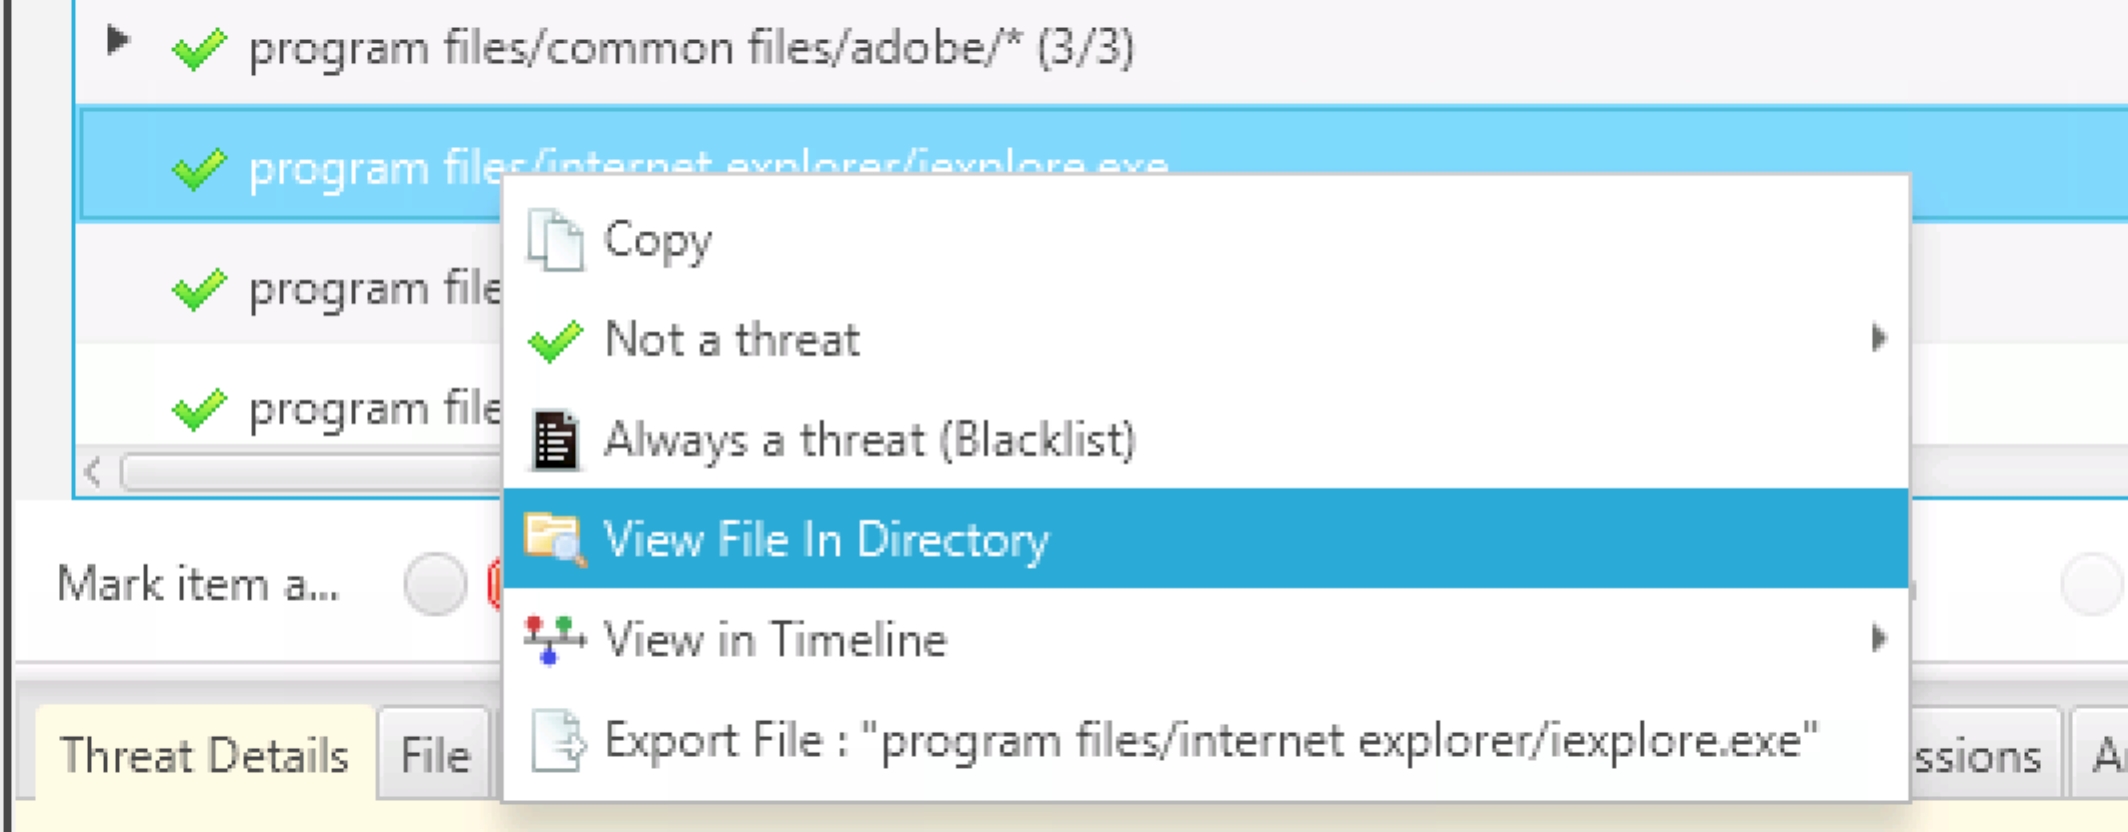 program files/common files/adobe/* (3/3)
program files/internet explorer/iexplore.exe
Copy
program file
Not a threat
program file
Always a threat (Blacklist)
View File In Directory
Mark item a...
View in Timeline
Export File : "program files/internet explorer/iexplore.exe"
Threat Details
File
ssions